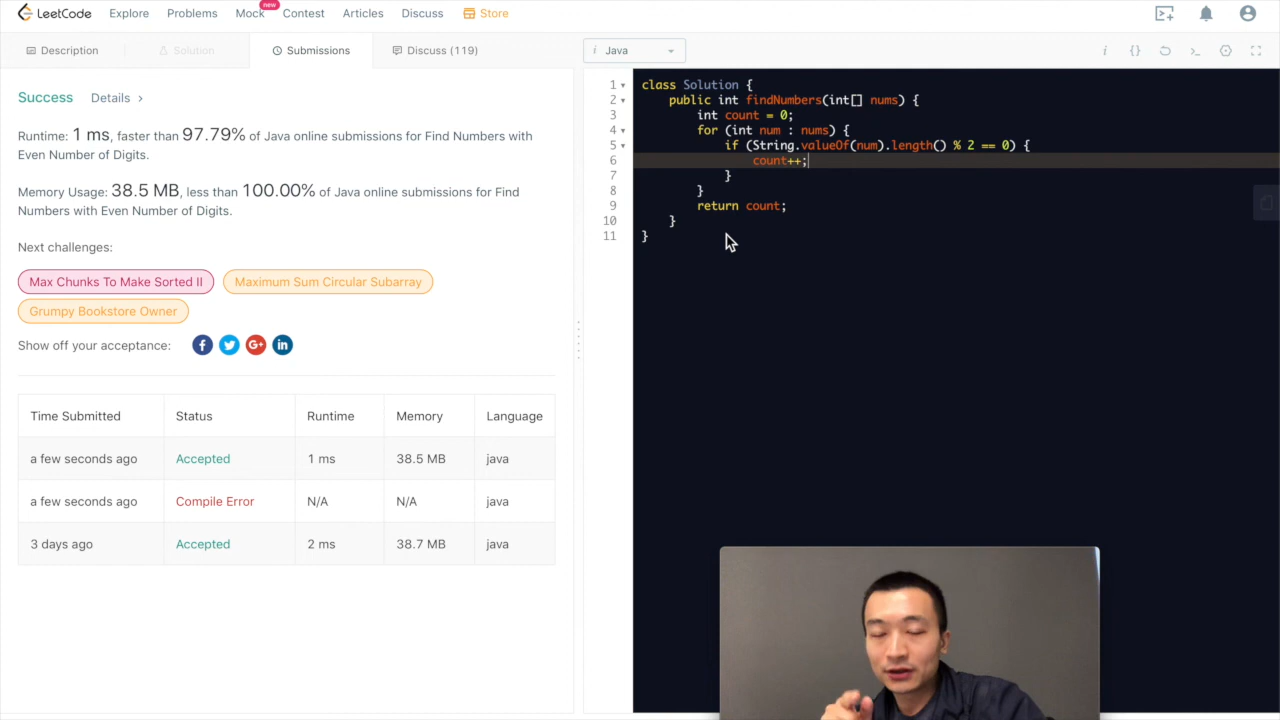 LeetCode
Explore
Problems
Mock
new
Contest
Articles
Discuss
Store
Description
Solution
Submissions
Discuss (119)
i Java
Success Details ›
Runtime: 1 ms, faster than 97.79% of Java online submissions for Find Numbers with
Even Number of Digits.
Memory Usage: 38.5 MB, less than 100.00% of Java online submissions for Find
Numbers with Even Number of Digits.
Next challenges:
Max Chunks To Make Sorted II
Maximum Sum Circular Subarray
Grumpy Bookstore Owner
Show off your acceptance:
f
G+
in
Time Submitted Status Runtime Memory Language
a few seconds ago Accepted 1 ms 38.5 MB java
a few seconds ago Compile Error N/A N/A java
3 days ago Accepted 2 ms 38.7 MB java
i {} >_
1 class Solution {
2 public int findNumbers(int[] nums) {
3 int count = 0;
4 for (int num : nums) {
5 if (String.valueOf(num).length() % 2 == 0) {
6 count++;
7 }
8 }
9 return count;
10 }
11 }